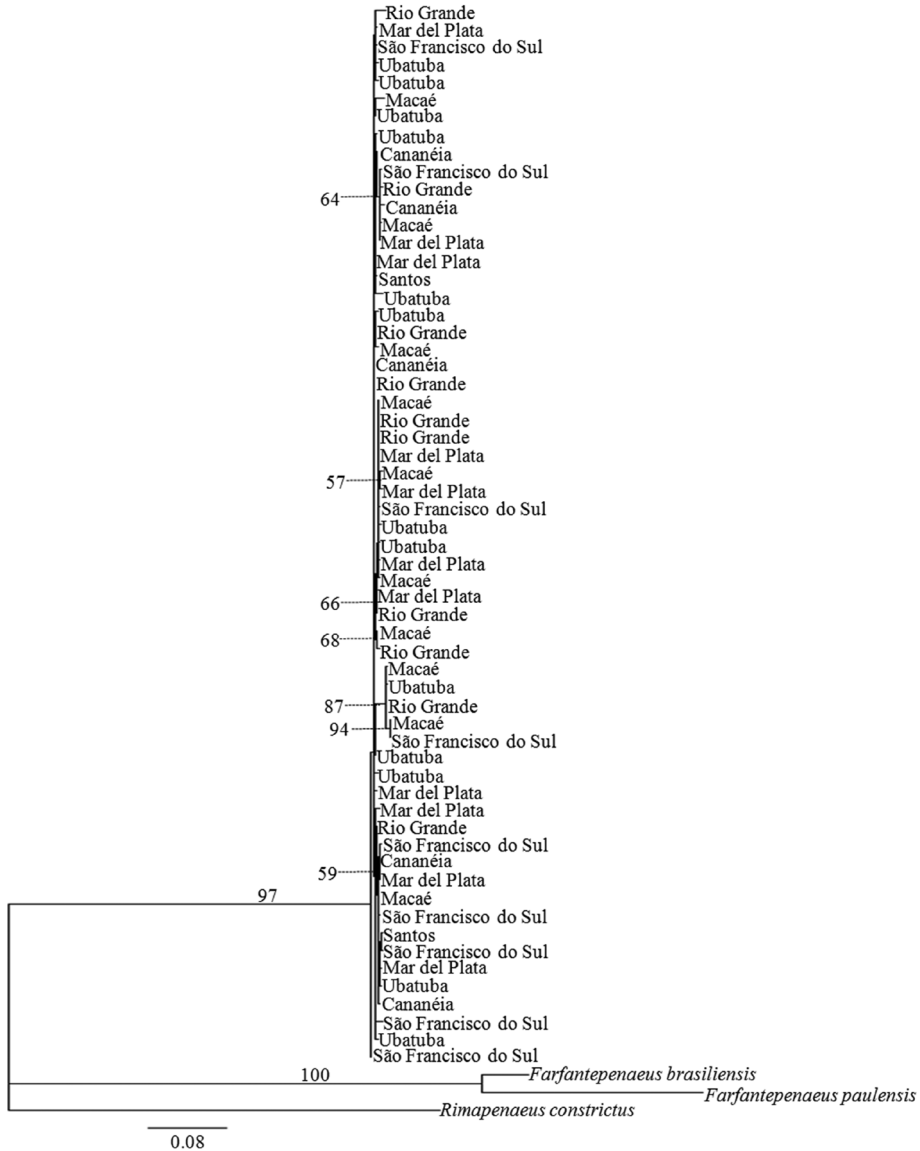 Rio Grande
Mar del Plata
São Francisco do Sul
Ubatuba
Ubatuba
Macaé
Ubatuba
Ubatuba
Cananéia
São Francisco do Sul
Rio Grande
64
Cananéia
Macaé
Mar del Plata
Mar del Plata
Santos
Ubatuba
Ubatuba
Rio Grande
Macaé
Cananéia
Rio Grande
Macaé
Rio Grande
Rio Grande
Mar del Plata
Macaé
57
Mar del Plata
São Francisco do Sul
Ubatuba
Ubatuba
Mar del Plata
Macaé
Mar del Plata
66
Rio Grande
Macaé
68
Rio Grande
Macaé
Ubatuba
Rio Grande
87
Macaé
94
São Francisco do Sul
Ubatuba
Ubatuba
Mar del Plata
Mar del Plata
Rio Grande
São Francisco do Sul
Cananéia
59
Mar del Plata
97
Macaé
São Francisco do Sul
Santos
São Francisco do Sul
Mar del Plata
Ubatuba
Cananéia
São Francisco do Sul
Ubatuba
São Francisco do Sul
100
Farfantepenaeus brasiliensis
Farfantepenaeus paulensis
Rimapenaeus constrictus
0.08